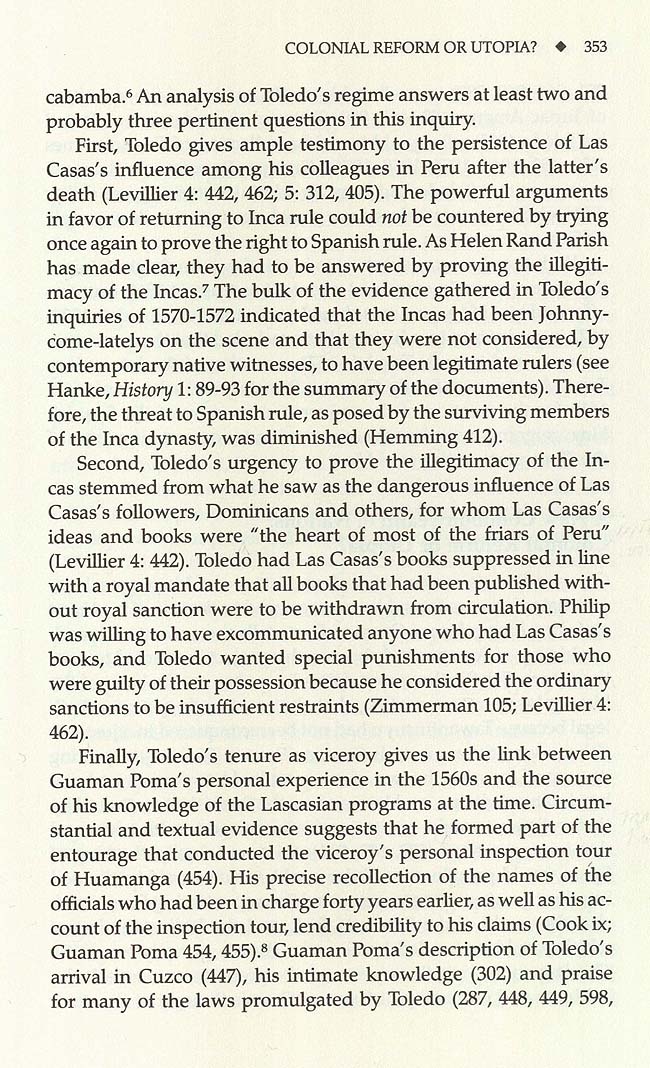 COLONIAL REFORM OR UTOPIA? ◆ 353
cabamba.⁶ An analysis of Toledo's regime answers at least two and
probably three pertinent questions in this inquiry.
First, Toledo gives ample testimony to the persistence of Las
Casas's influence among his colleagues in Peru after the latter's
death (Levillier 4: 442, 462; 5: 312, 405). The powerful arguments
in favor of returning to Inca rule could not be countered by trying
once again to prove the right to Spanish rule. As Helen Rand Parish
has made clear, they had to be answered by proving the illegiti-
macy of the Incas.⁷ The bulk of the evidence gathered in Toledo's
inquiries of 1570-1572 indicated that the Incas had been Johnny-
come-latelys on the scene and that they were not considered, by
contemporary native witnesses, to have been legitimate rulers (see
Hanke, History 1: 89-93 for the summary of the documents). There-
fore, the threat to Spanish rule, as posed by the surviving members
of the Inca dynasty, was diminished (Hemming 412).
Second, Toledo's urgency to prove the illegitimacy of the In-
cas stemmed from what he saw as the dangerous influence of Las
Casas's followers, Dominicans and others, for whom Las Casas's
ideas and books were "the heart of most of the friars of Peru"
(Levillier 4: 442). Toledo had Las Casas's books suppressed in line
with a royal mandate that all books that had been published with-
out royal sanction were to be withdrawn from circulation. Philip
was willing to have excommunicated anyone who had Las Casas's
books, and Toledo wanted special punishments for those who
were guilty of their possession because he considered the ordinary
sanctions to be insufficient restraints (Zimmerman 105; Levillier 4:
462).
Finally, Toledo's tenure as viceroy gives us the link between
Guaman Poma's personal experience in the 1560s and the source
of his knowledge of the Lascasian programs at the time. Circum-
stantial and textual evidence suggests that he formed part of the
entourage that conducted the viceroy's personal inspection tour
of Huamanga (454). His precise recollection of the names of the
officials who had been in charge forty years earlier, as well as his ac-
count of the inspection tour, lend credibility to his claims (Cook ix;
Guaman Poma 454, 455).⁸ Guaman Poma's description of Toledo's
arrival in Cuzco (447), his intimate knowledge (302) and praise
for many of the laws promulgated by Toledo (287, 448, 449, 598,